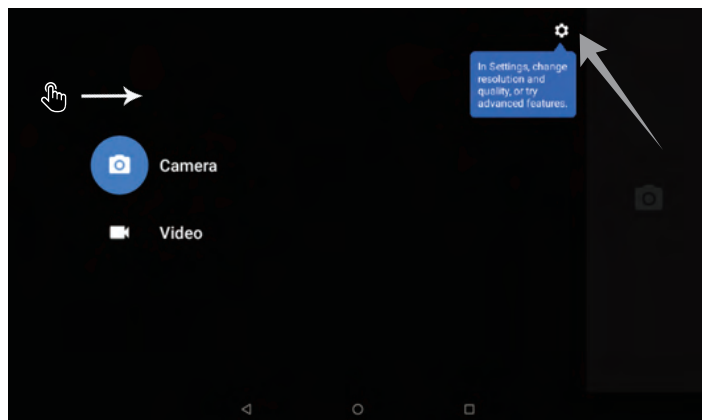 In Settings, change
resolution and
quality, or try
advanced features.
Camera
Video